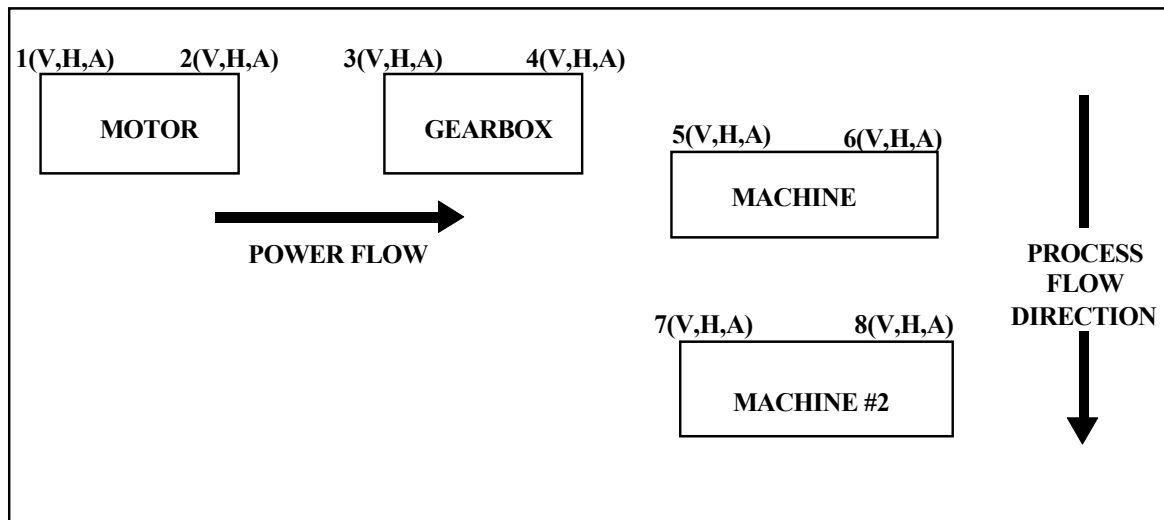 1(V,H,A) 2(V,H,A) 3(V,H,A) 4(V,H,A)
MOTOR
GEARBOX
5(V,H,A) 6(V,H,A)
MACHINE
POWER FLOW
PROCESS
FLOW
DIRECTION
7(V,H,A) 8(V,H,A)
MACHINE #2